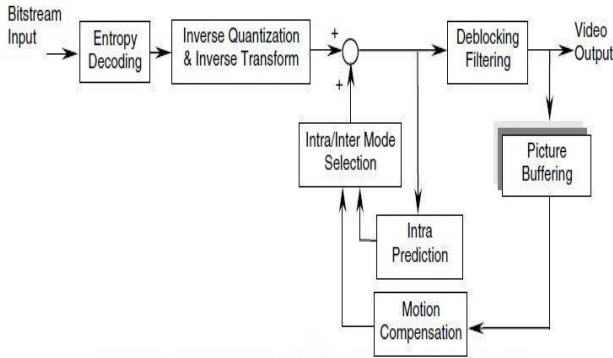 Bitstream
Input
Entropy
Decoding
Inverse Quantization
& Inverse Transform
+
+
Deblocking
Filtering
Video
Output
Intra/Inter Mode
Selection
Picture
Buffering
Intra
Prediction
Motion
Compensation